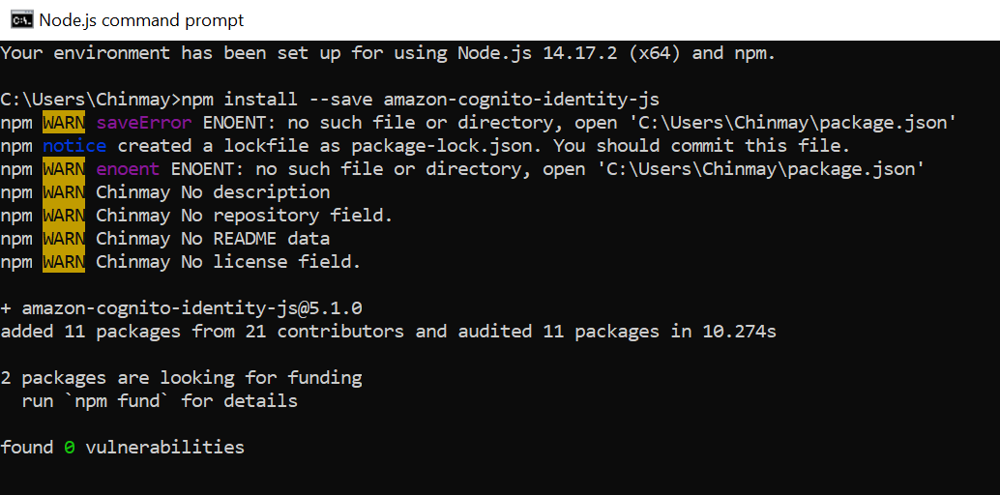 Node.js command prompt
Your environment has been set up for using Node.js 14.17.2 (x64) and npm.
C:\Users\Chinmay>npm install --save amazon-cognito-identity-js
npm WARN saveError ENOENT: no such file or directory, open 'C:\Users\Chinmay\package.json'
npm notice created a lockfile as package-lock.json. You should commit this file.
npm WARN enoent ENOENT: no such file or directory, open 'C:\Users\Chinmay\package.json'
npm WARN Chinmay No description
npm WARN Chinmay No repository field.
npm WARN Chinmay No README data
npm WARN Chinmay No license field.
+ amazon-cognito-identity-js@5.1.0
added 11 packages from 21 contributors and audited 11 packages in 10.274s
2 packages are looking for funding
run `npm fund` for details
found 0 vulnerabilities